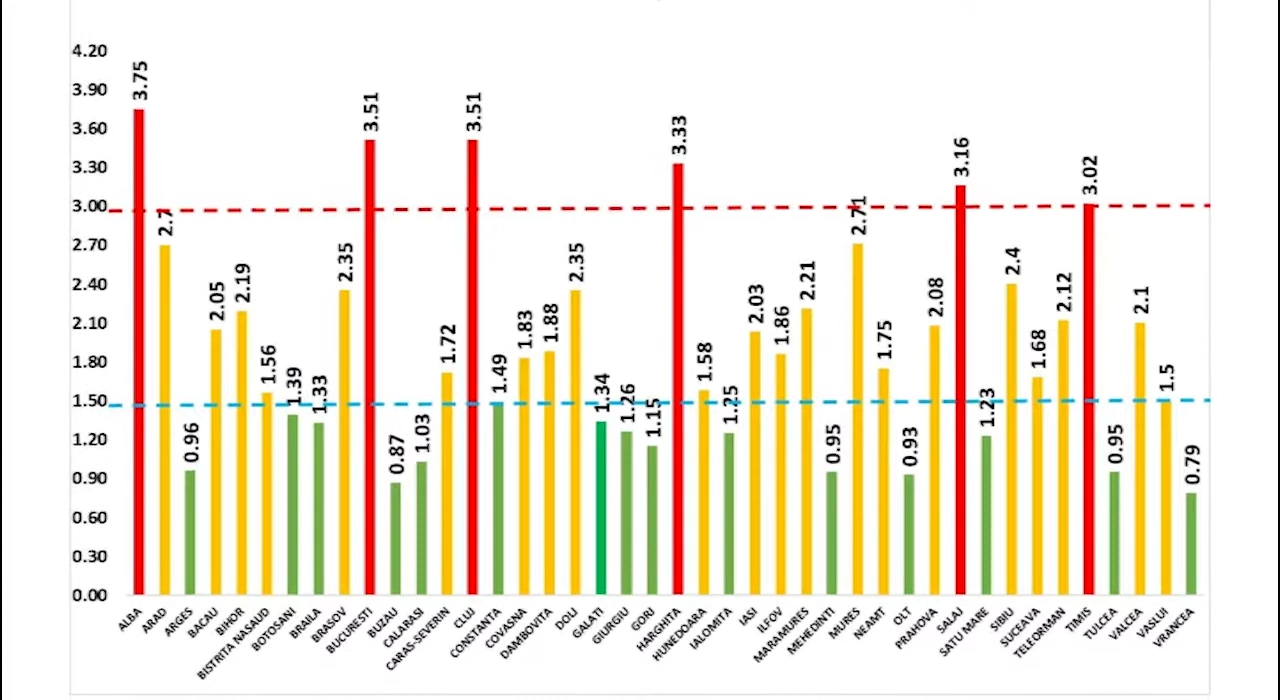 4.20
3.90
3.60
3.30
3.00
2.70
2.40
2.10
1.80
1.50
1.20
0.90
0.60
0.30
0.00
3.75
2.7
0.96
2.05
2.19
1.56
1.39
1.33
2.35
3.51
0.87
1.03
1.72
3.51
1.49
1.83
1.88
2.35
1.34
1.26
1.15
3.33
1.58
1.25
2.03
1.86
2.21
0.95
2.71
1.75
0.93
2.08
3.16
1.23
2.4
1.68
2.12
3.02
0.95
2.1
1.5
0.79
ALBA
ARAD
ARGES
BACAU
BIHOR
BISTRITA NASAUD
BOTOSANI
BRAILA
BRASOV
BUCURESTI
BUZAU
CALARASI
CARAS-SEVERIN
CLUJ
CONSTANTA
COVASNA
DAMBOVITA
DOLJ
GALATI
GIURGIU
GORJ
HARGHITA
HUNEDOARA
IALOMITA
IASI
ILFOV
MARAMURES
MEHEDINTI
MURES
NEAMT
OLT
PRAHOVA
SALAJ
SATU MARE
SIBIU
SUCEAVA
TELEORMAN
TIMIS
TULCEA
VALCEA
VASLUI
VRANCEA